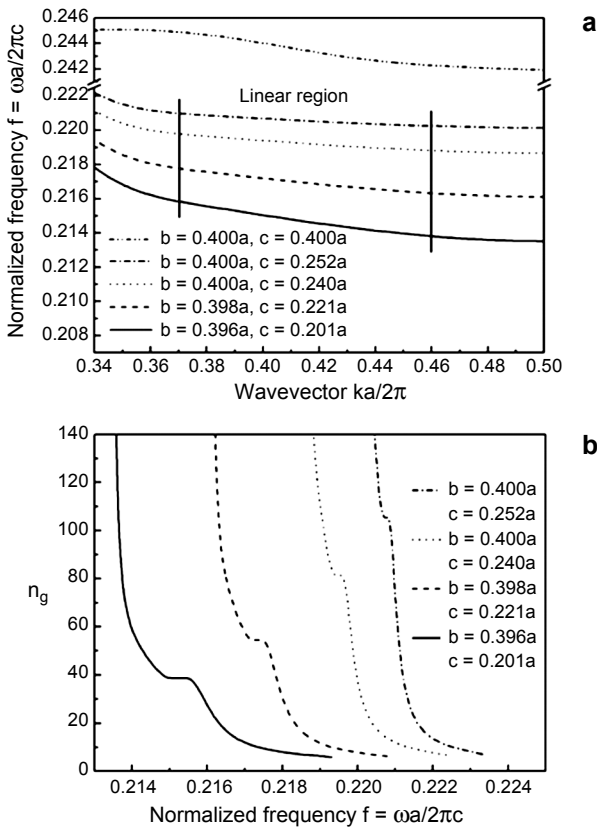 a
Normalized frequency f = ωa/2πc
0.246
0.244
0.242
0.222
0.220
0.218
0.216
0.214
0.212
0.210
0.208
Linear region
b = 0.400a, c = 0.400a
b = 0.400a, c = 0.252a
b = 0.400a, c = 0.240a
b = 0.398a, c = 0.221a
b = 0.396a, c = 0.201a
0.34 0.36 0.38 0.40 0.42 0.44 0.46 0.48 0.50
Wavevector ka/2π
b
140
120
100
80
60
40
20
0
n_g
b = 0.400a
c = 0.252a
b = 0.400a
c = 0.240a
b = 0.398a
c = 0.221a
b = 0.396a
c = 0.201a
0.214 0.216 0.218 0.220 0.222 0.224
Normalized frequency f = ωa/2πc